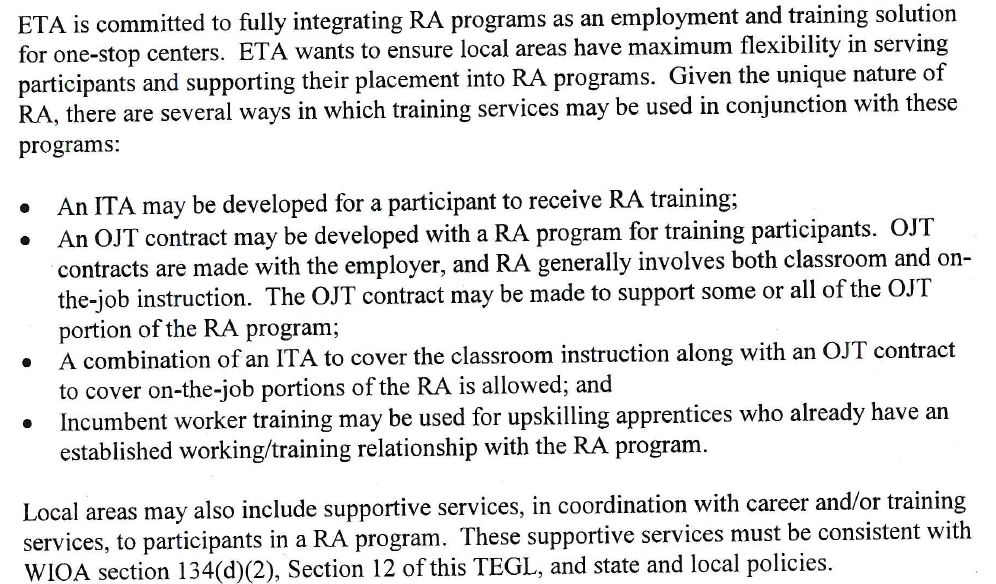 ETA is committed to fully integrating RA programs as an employment and training solution
for one-stop centers.  ETA wants to ensure local areas have maximum flexibility in serving
participants and supporting their placement into RA programs.  Given the unique nature of
RA, there are several ways in which training services may be used in conjunction with these
programs:
• An ITA may be developed for a participant to receive RA training;
• An OJT contract may be developed with a RA program for training participants.  OJT
contracts are made with the employer, and RA generally involves both classroom and on-
the-job instruction.  The OJT contract may be made to support some or all of the OJT
portion of the RA program;
• A combination of an ITA to cover the classroom instruction along with an OJT contract
to cover on-the-job portions of the RA is allowed; and
• Incumbent worker training may be used for upskilling apprentices who already have an
established working/training relationship with the RA program.
Local areas may also include supportive services, in coordination with career and/or training
services, to participants in a RA program.  These supportive services must be consistent with
WIOA section 134(d)(2), Section 12 of this TEGL, and state and local policies.